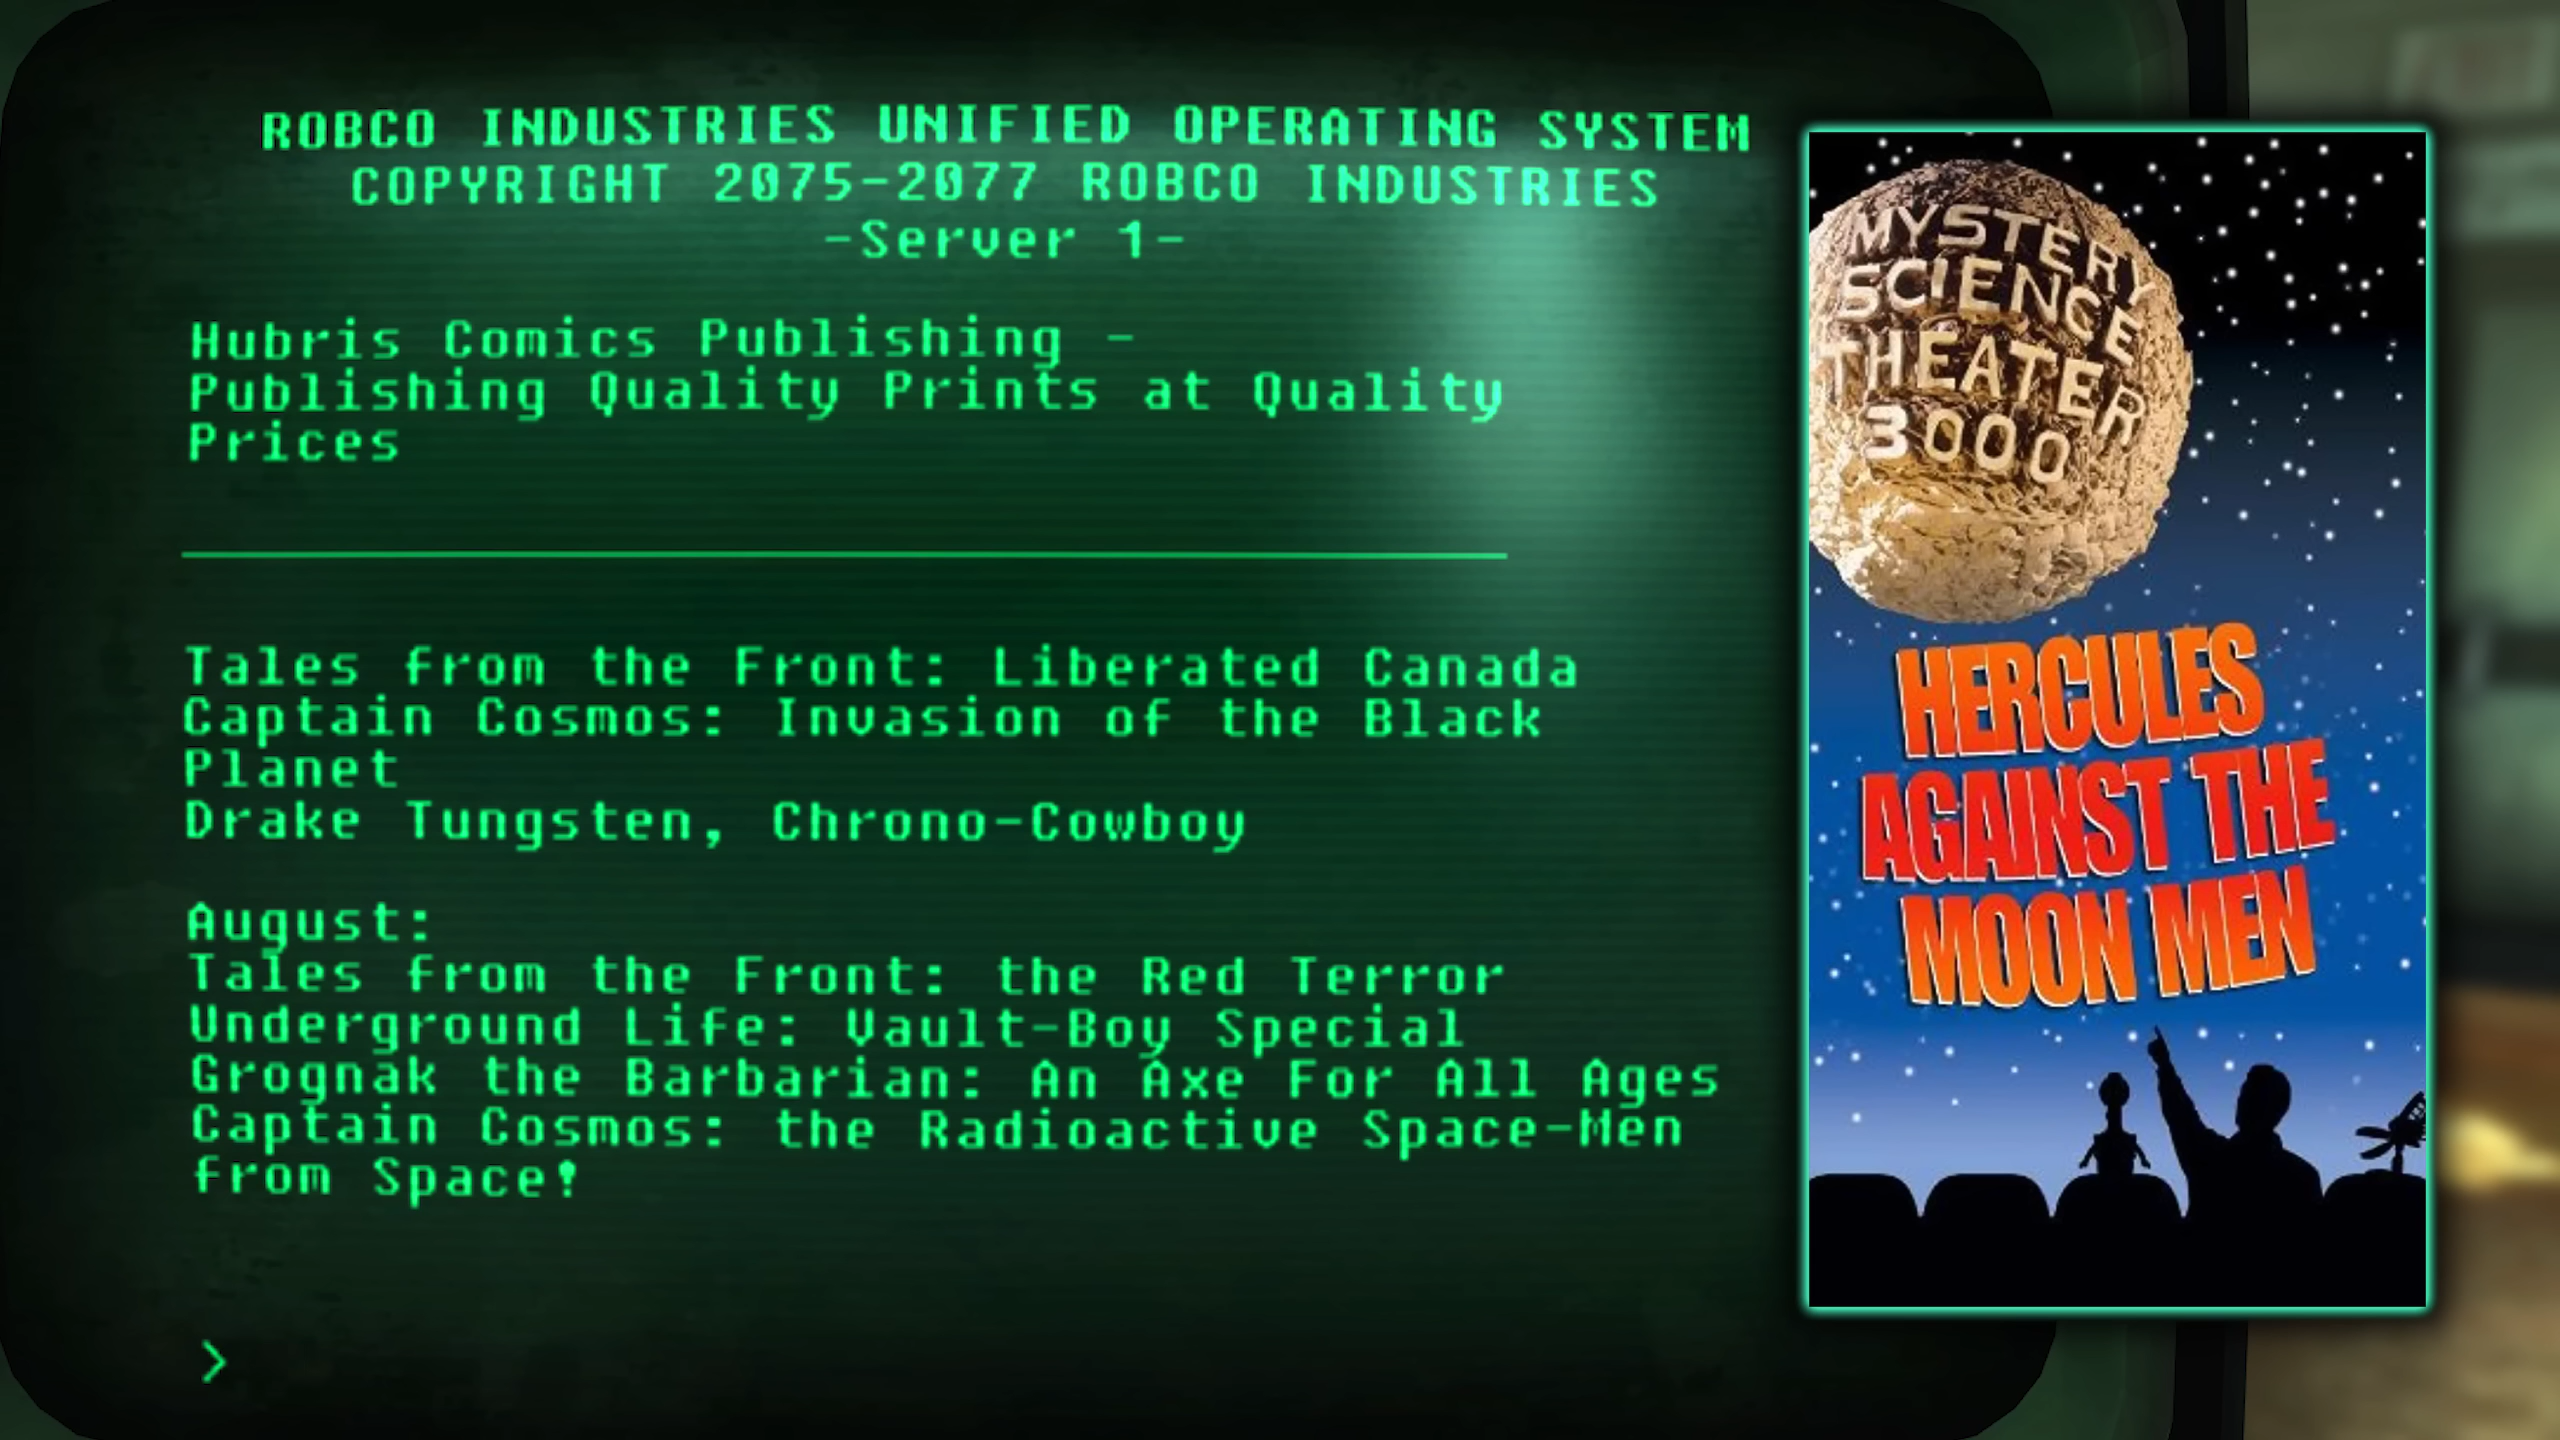 ROBCO INDUSTRIES UNIFIED OPERATING SYSTEM
COPYRIGHT 2075-2077 ROBCO INDUSTRIES
-Server 1-
Hubris Comics Publishing -
Publishing Quality Prints at Quality
Prices
Tales from the Front: Liberated Canada
Captain Cosmos: Invasion of the Black
Planet
Drake Tungsten, Chrono-Cowboy
August:
Tales from the Front: the Red Terror
Underground Life: Vault-Boy Special
Grognak the Barbarian: An Axe For All Ages
Captain Cosmos: the Radioactive Space-Men
from Space!
>
MYSTERY
SCIENCE
THEATER
3000
HERCULES
AGAINST THE
MOON MEN